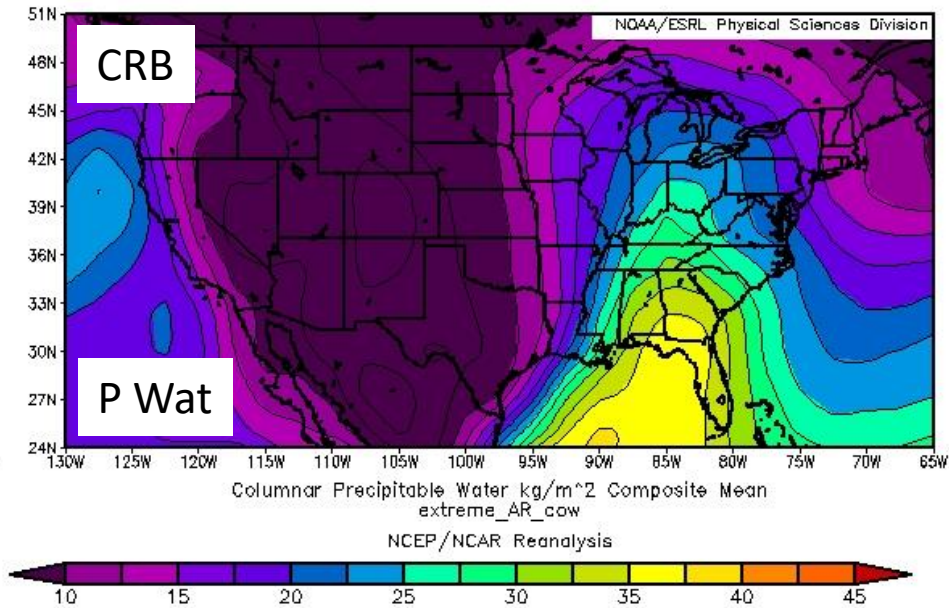 51N
NOAA/ESRL Physical Sciences Division
CRB
48N
45N
42N
39N
36N
33N
30N
P Wat
27N
24N
130W 125W 120W 115W 110W 105W 100W 95W 90W 85W 80W 75W 70W 65W
Columnar Precipitable Water kg/m^2 Composite Mean
extreme_AR_cow
NCEP/NCAR Reanalysis
10 15 20 25 30 35 40 45